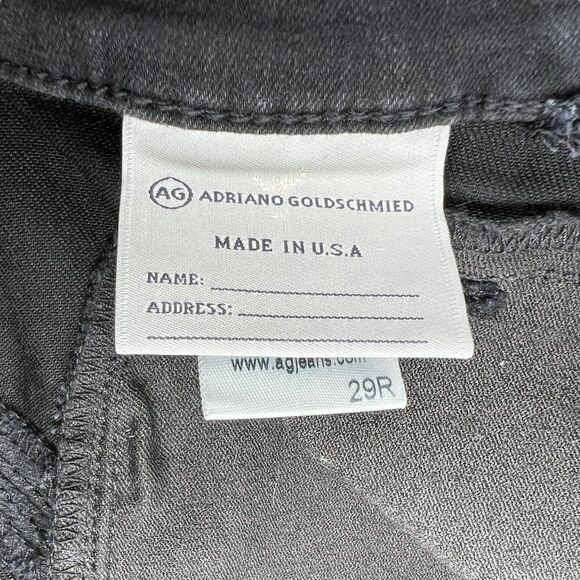 AG ADRIANO GOLDSCHMIED
MADE IN U.S.A
NAME:
ADDRESS:
www.agjeans.com
29R